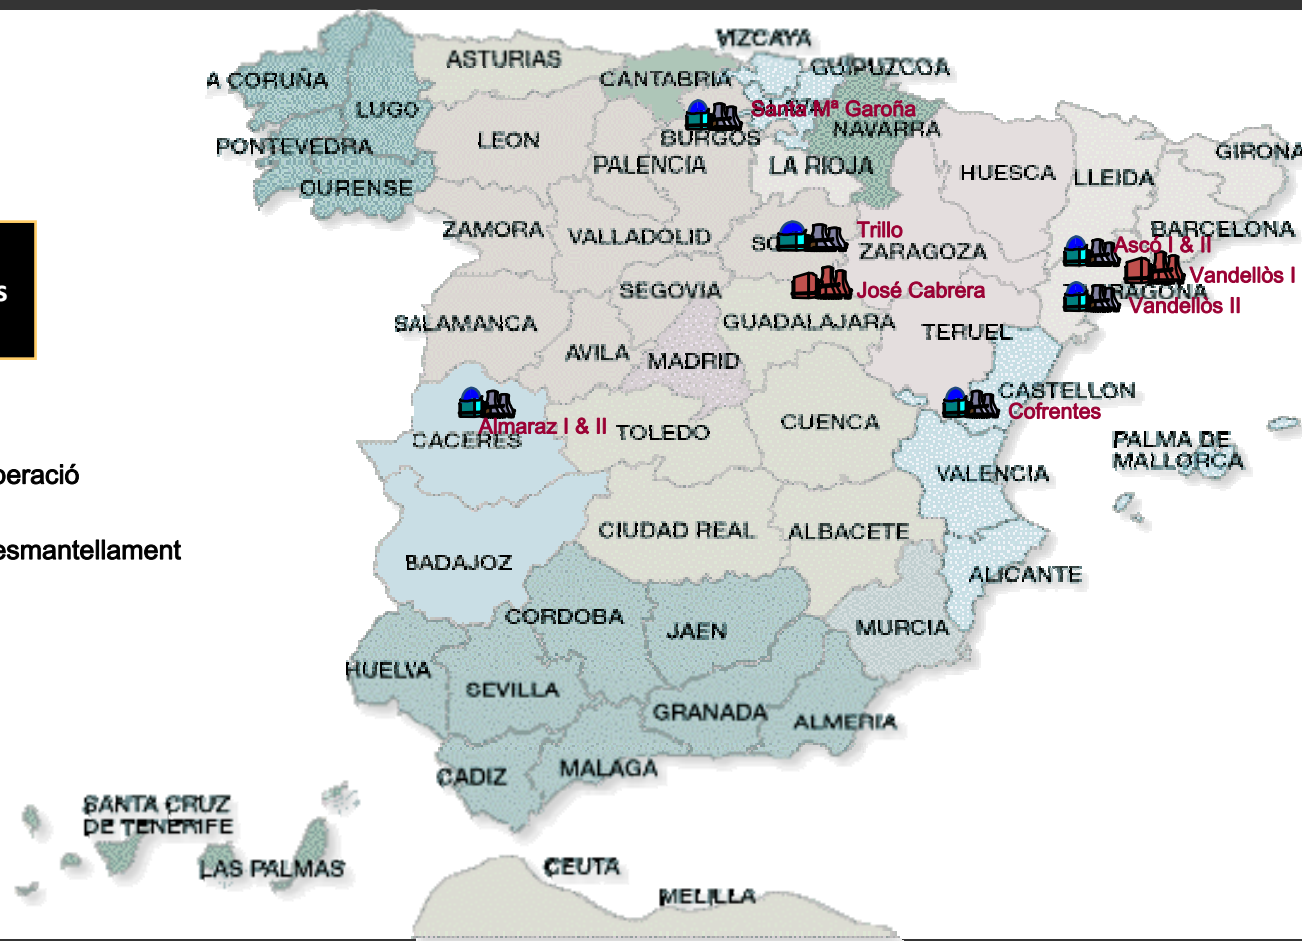 VIZCAYA
ASTURIAS
GUIPUZCOA
A CORUÑA
CANTABRIA
LUGO
Santa Mª Garoña
NAVARRA
LEON
BURGOS
PONTEVEDRA
PALENCIA
LA RIOJA
HUESCA
LLEIDA
GIRONA
OURENSE
ZAMORA
VALLADOLID
Trillo
ZARAGOZA
BARCELONA
Ascó I & II
Vandellòs I
s
SEGOVIA
José Cabrera
Vandellòs II
SALAMANCA
GUADALAJARA
TERUEL
AVILA
MADRID
CASTELLON
Cofrentes
Almaraz I & II
CACERES
TOLEDO
CUENCA
PALMA DE
MALLORCA
peració
VALENCIA
CIUDAD REAL
ALBACETE
esmantellament
BADAJOZ
ALICANTE
CORDOBA
JAEN
MURCIA
HUELVA
SEVILLA
GRANADA
ALMERIA
CADIZ
MALAGA
SANTA CRUZ
DE TENERIFE
LAS PALMAS
CEUTA
MELILLA